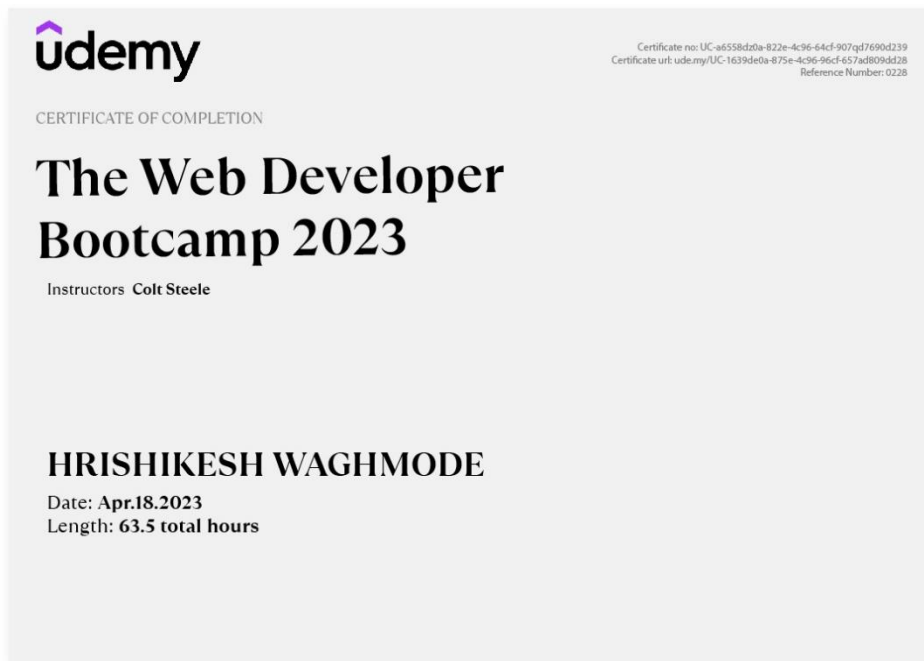 ûdemy
Certificate no: UC-a6558dz0a-822e-4c96-64cf-907qd7690d239
Certificate url: ude.my/UC-1639de0a-875e-4c96-96cf-657ad809dd28
Reference Number: 0228
CERTIFICATE OF COMPLETION
The Web Developer
Bootcamp 2023
Instructors Colt Steele
HRISHIKESH WAGHMODE
Date: Apr.18.2023
Length: 63.5 total hours